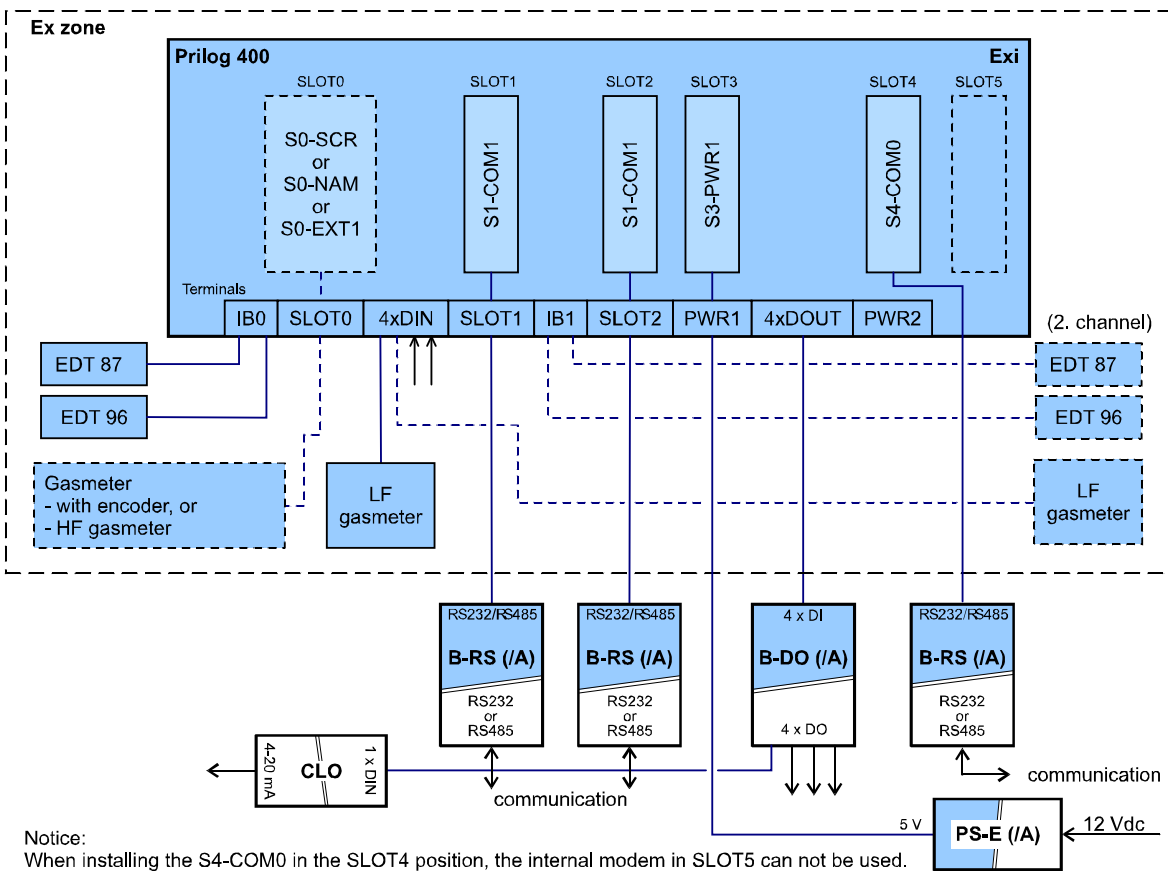 Ex zone
Prilog 400
Exi
SLOT0
SLOT1
SLOT2
SLOT3
SLOT4
SLOT5
S0-SCR
or
S0-NAM
or
S0-EXT1
S1-COM1
S1-COM1
S3-PWR1
S4-COM0
Terminals
IB0
SLOT0
4xDIN
SLOT1
IB1
SLOT2
PWR1
4xDOUT
PWR2
(2. channel)
EDT 87
EDT 96
EDT 87
EDT 96
Gasmeter
- with encoder, or
- HF gasmeter
LF
gasmeter
LF
gasmeter
RS232/RS485
B-RS (/A)
RS232
or
RS485
RS232/RS485
B-RS (/A)
RS232
or
RS485
4 x DI
B-DO (/A)
4 x DO
RS232/RS485
B-RS (/A)
RS232
or
RS485
4-20 mA
CLO
1 x DIN
communication
communication
5 V
PS-E (/A)
12 Vdc
Notice:
When installing the S4-COM0 in the SLOT4 position, the internal modem in SLOT5 can not be used.